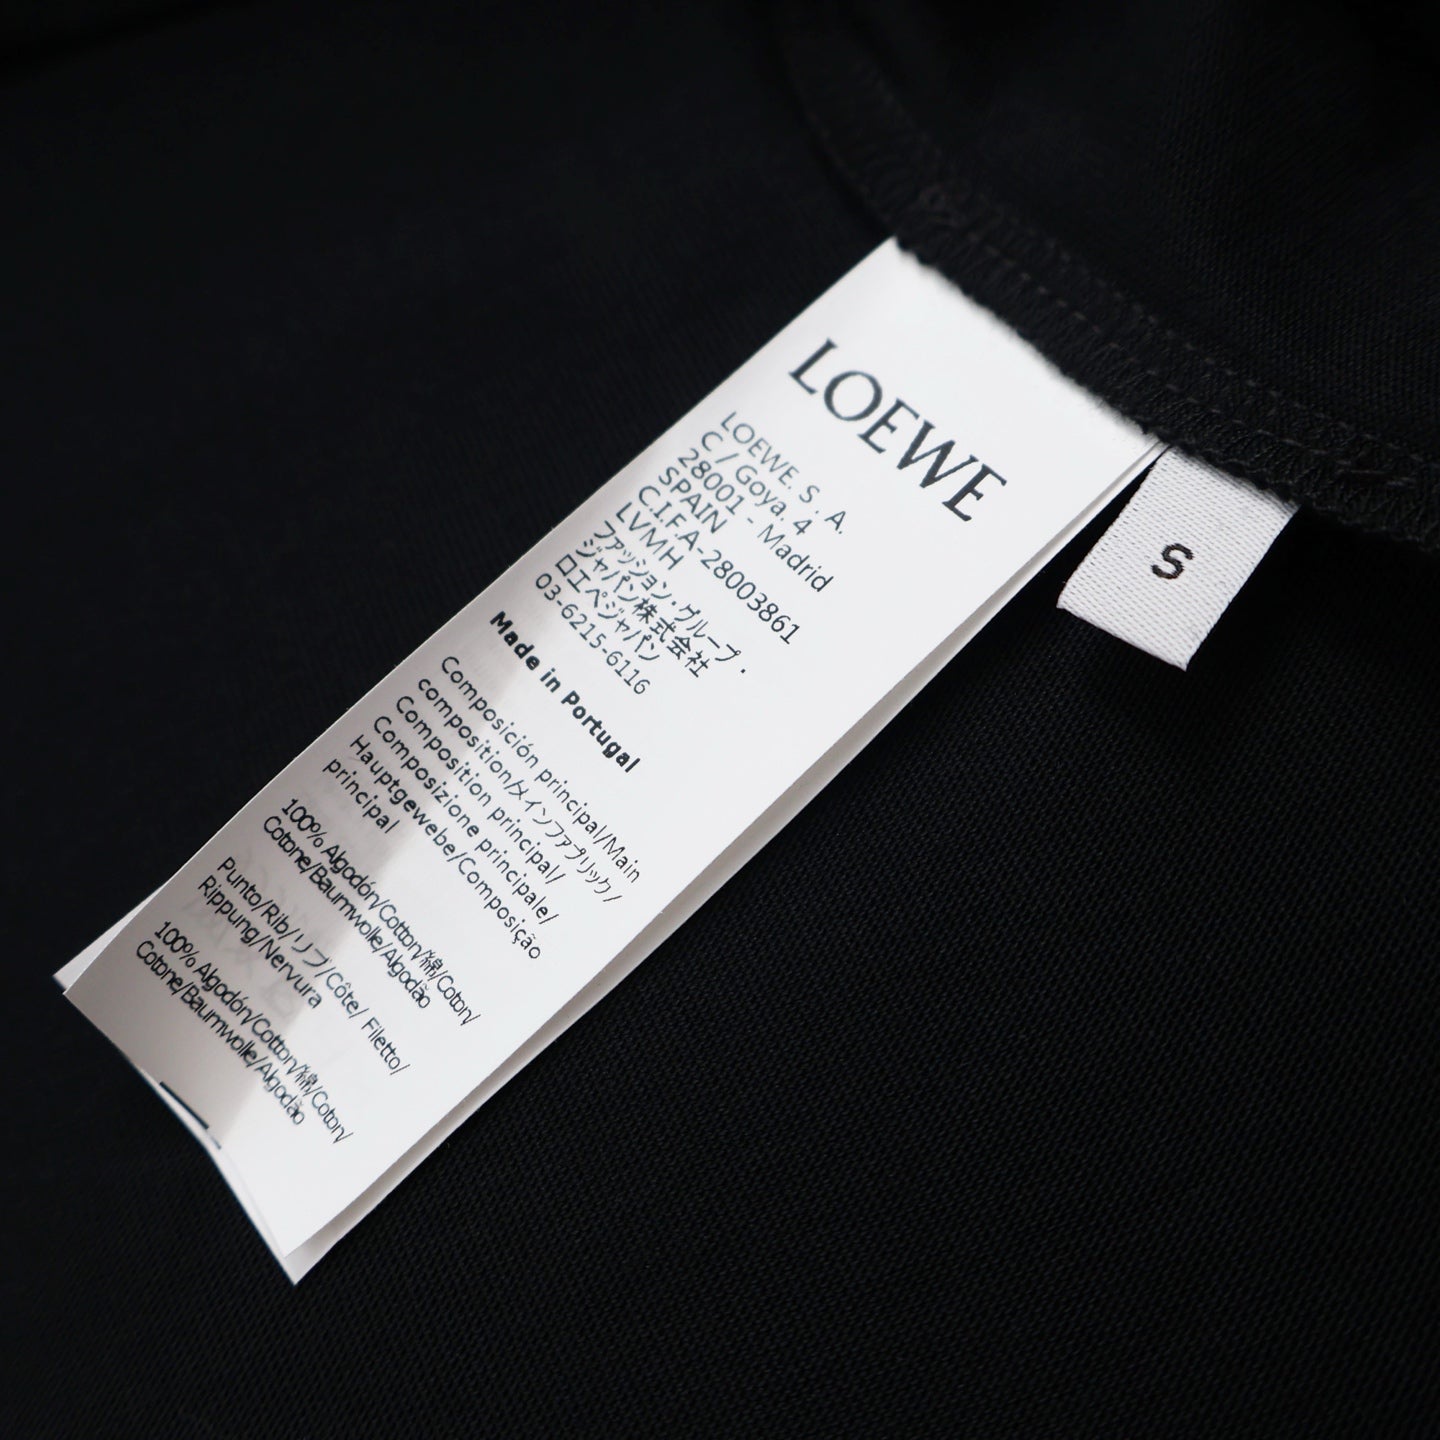 LOEWE
LOEWE. S . A.
C / Goya. 4
28001 - Madrid
SPAIN
C.I.F.A-28003861
LVMH
ファッション・グループ・
ジャパン株式会社
ロエベジャパン
03-6215-6116
Made in Portugal
Composición principal/Main
composition/メインファブリック/
Composition principal/
Composizione principale/
Hauptgewebe/Composição
principal
100% Algodón/Cotton/綿/Coton/
Cotone/Baumwolle/Algodão
Punto/Rib/リブ/Côte/ Filetto/
Rippung/Nervura
100% Algodón/Cotton/綿/Coton/
Cotone/Baumwolle/Algodão
S